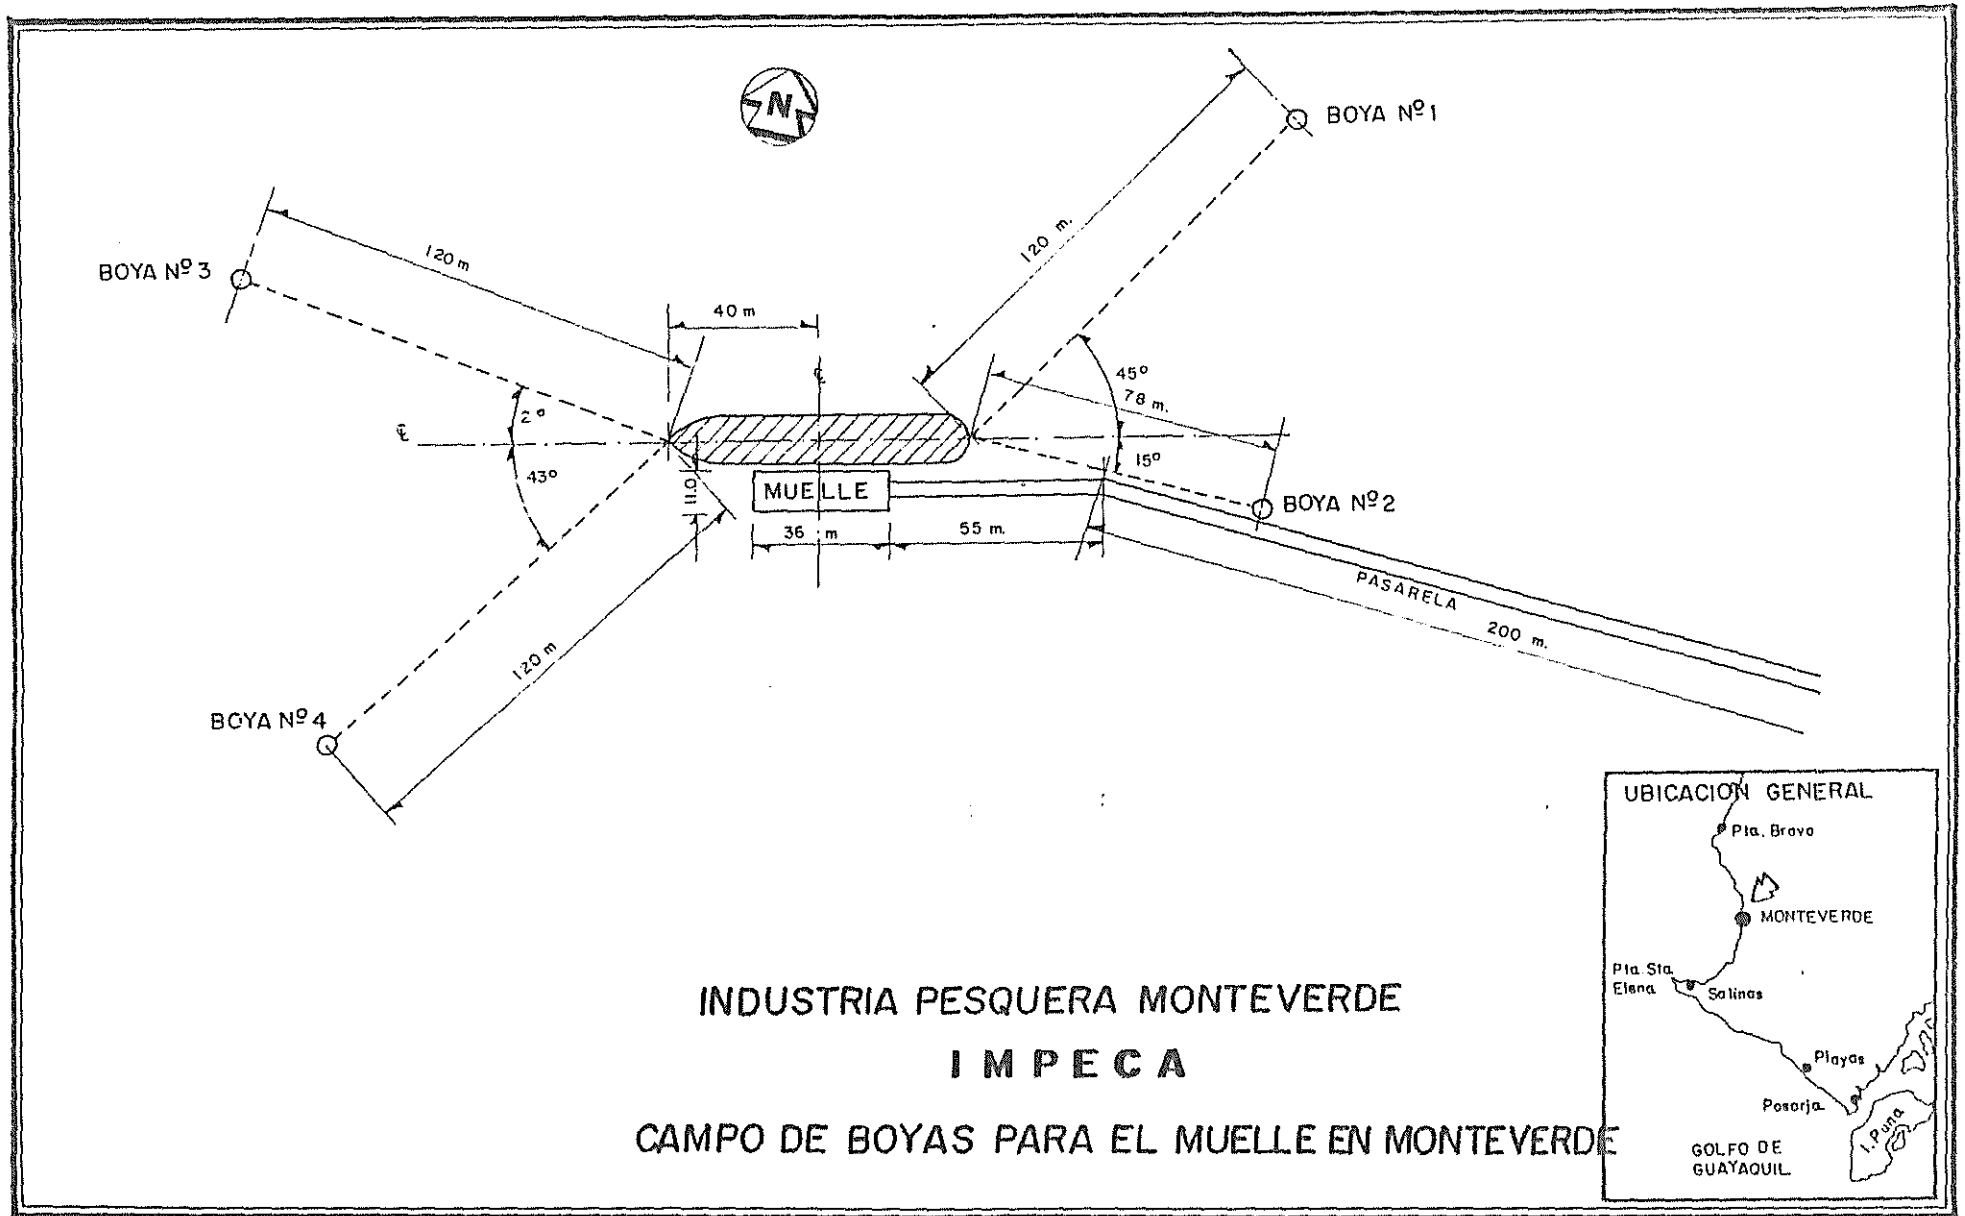 N
BOYA Nº 1
120 m.
BOYA Nº 3
120 m
40 m
℄
45º
78 m.
℄
2º
15º
43º
11.0
MUELLE
BOYA Nº 2
36 m
55 m.
PASARELA
200 m.
120 m
BOYA Nº 4
UBICACION GENERAL
Pta. Brava
MONTEVERDE
Pta. Sta.
Elena
Salinas
Playas
Posorja
I. Puna
GOLFO DE
GUAYAQUIL
INDUSTRIA PESQUERA MONTEVERDE
IMPECA
CAMPO DE BOYAS PARA EL MUELLE EN MONTEVERDE